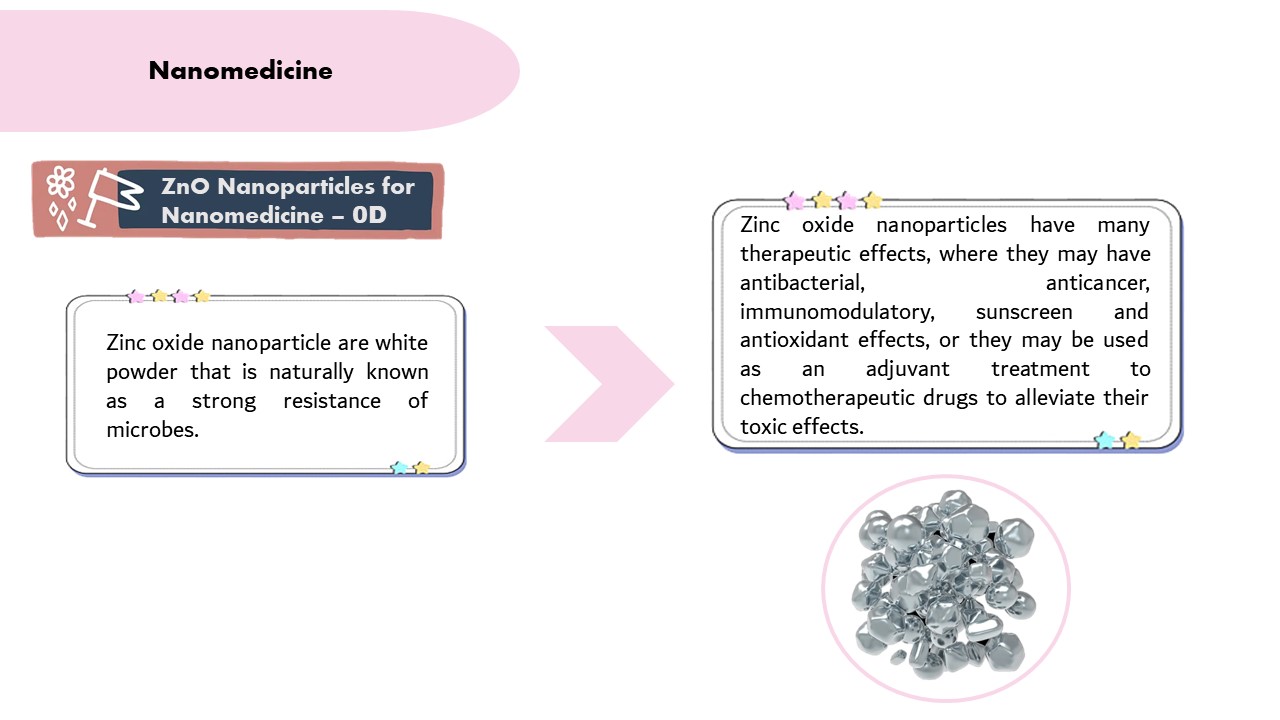 Nanomedicine
ZnO Nanoparticles for
Nanomedicine – 0D
Zinc oxide nanoparticle are white
powder that is naturally known
as a strong resistance of
microbes.
Zinc oxide nanoparticles have many
therapeutic effects, where they may have
antibacterial, anticancer,
immunomodulatory, sunscreen and
antioxidant effects, or they may be used
as an adjuvant treatment to
chemotherapeutic drugs to alleviate their
toxic effects.